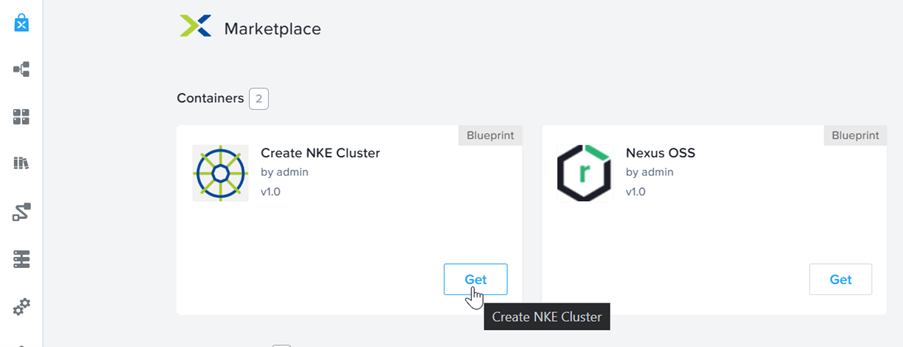 Marketplace
Containers 2
Blueprint
Create NKE Cluster
by admin
v1.0
Get
Blueprint
Nexus OSS
by admin
v1.0
Get
Create NKE Cluster